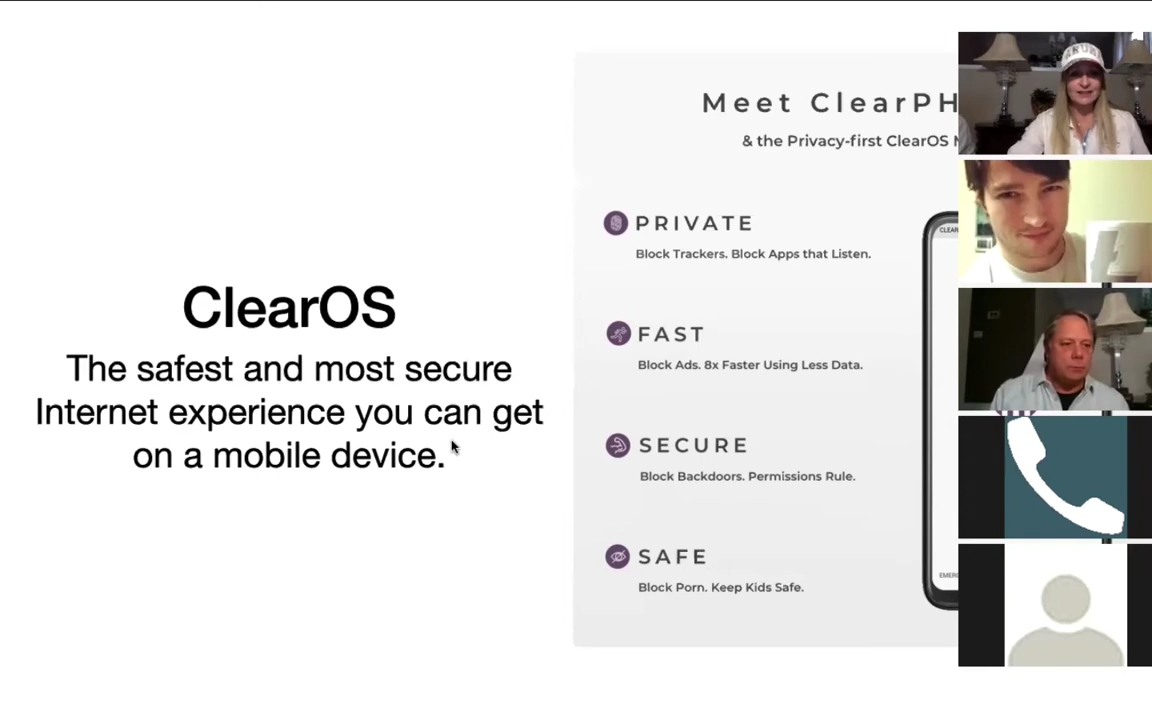 ClearOS
The safest and most secure
Internet experience you can get
on a mobile device.
Meet ClearPH
& the Privacy-first ClearOS
PRIVATE
Block Trackers. Block Apps that Listen.
FAST
Block Ads. 8x Faster Using Less Data.
SECURE
Block Backdoors. Permissions Rule.
SAFE
Block Porn. Keep Kids Safe.
CLEAR
EMERG